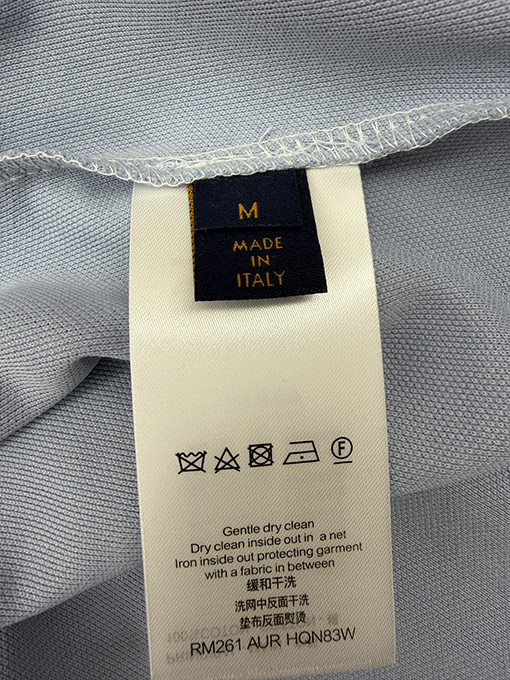 M
MADE
IN
ITALY
F
Gentle dry clean
Dry clean inside out in a net
Iron inside out protecting garment
with a fabric in between
缓和干洗
洗网中反面干洗
垫布反面熨烫
RM261 AUR HQN83W